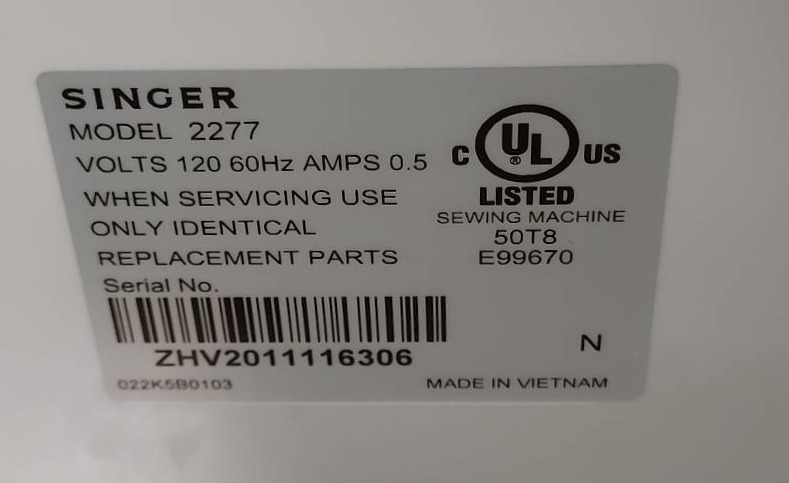 SINGER
MODEL 2277
VOLTS 120 60Hz AMPS 0.5
WHEN SERVICING USE
ONLY IDENTICAL
REPLACEMENT PARTS
Serial No.
ZHV2011116306
022K5B0103
C UL® US
LISTED
SEWING MACHINE
50T8
E99670
N
MADE IN VIETNAM